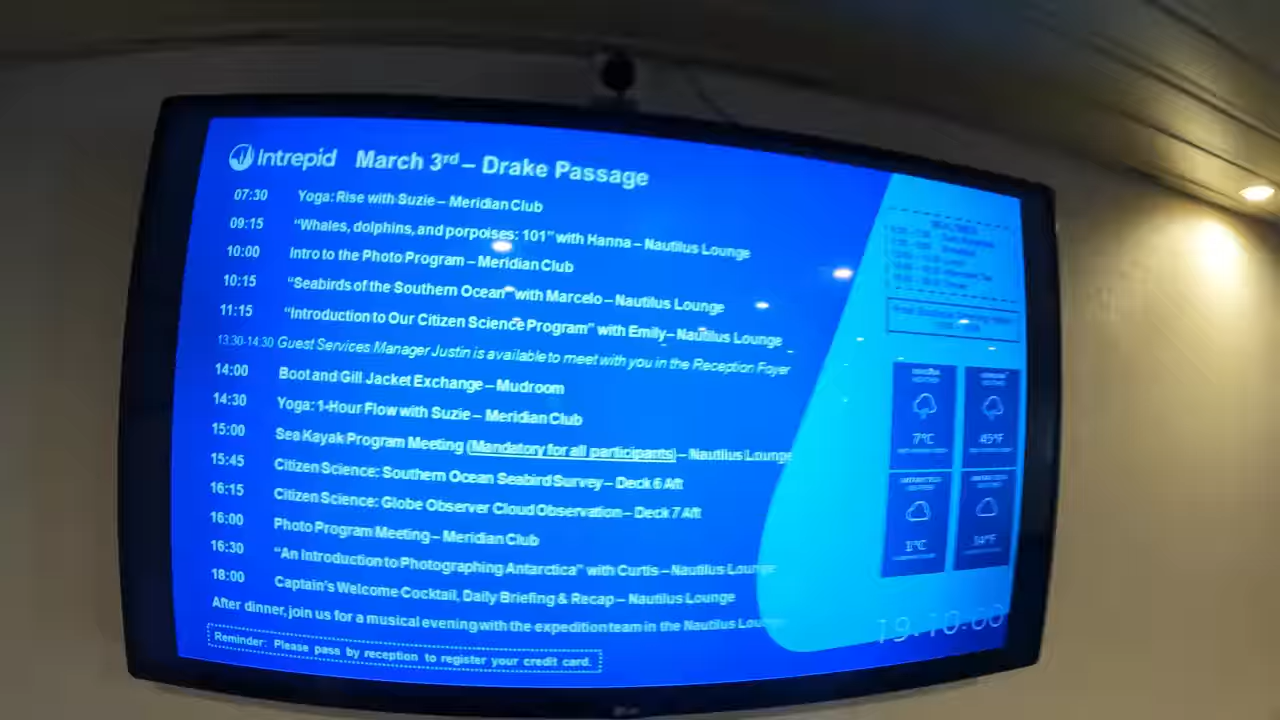 Intrepid March 3rd – Drake Passage
07:30 Yoga: Rise with Suzie – Meridian Club
09:15 "Whales, dolphins, and porpoises: 101" with Hanna – Nautilus Lounge
10:00 Intro to the Photo Program – Meridian Club
10:15 "Seabirds of the Southern Ocean" with Marcelo – Nautilus Lounge
11:15 "Introduction to Our Citizen Science Program" with Emily – Nautilus Lounge
13:30-14:30 Guest Services Manager Justin is available to meet with you in the Reception Foyer
14:00 Boot and Gill Jacket Exchange – Mudroom
14:30 Yoga: 1-Hour Flow with Suzie – Meridian Club
15:00 Sea Kayak Program Meeting (Mandatory for all participants) – Nautilus Lounge
15:45 Citizen Science: Southern Ocean Seabird Survey – Deck 6 Aft
16:15 Citizen Science: Globe Observer Cloud Observation – Deck 7 Aft
16:00 Photo Program Meeting – Meridian Club
16:30 "An Introduction to Photographing Antarctica" with Curtis – Nautilus Lounge
18:00 Captain's Welcome Cocktail, Daily Briefing & Recap – Nautilus Lounge
After dinner, join us for a musical evening with the expedition team in the Nautilus Lounge
Reminder: Please pass by reception to register your credit card.
7°C
45°F
1°C
34°F